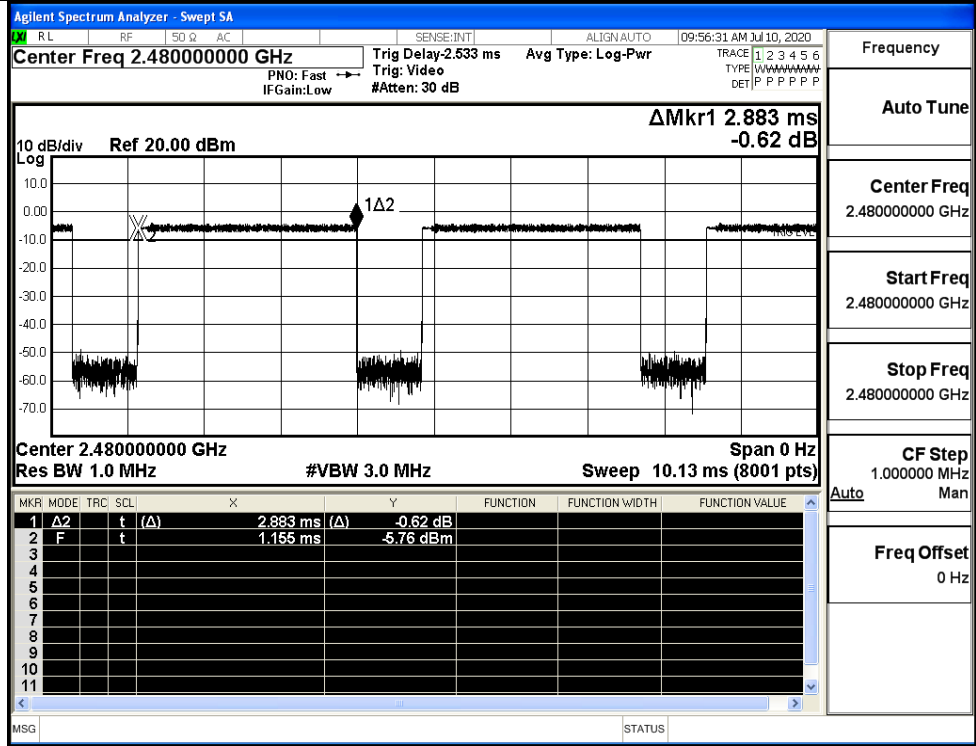 Agilent Spectrum Analyzer - Swept SA
LXI RL RF 50 Ω AC SENSE:INT ALIGNAUTO 09:56:31 AM Jul 10, 2020
Center Freq 2.480000000 GHz
PNO: Fast
IFGain:Low
Trig Delay-2.533 ms
Trig: Video
#Atten: 30 dB
Avg Type: Log-Pwr
TRACE 1 2 3 4 5 6
TYPE WWWWWW
DET P P P P P P
ΔMkr1 2.883 ms
-0.62 dB
10 dB/div Ref 20.00 dBm
Log
10.0
0.00
-10.0
-20.0
-30.0
-40.0
-50.0
-60.0
-70.0
1Δ2
2
Center 2.480000000 GHz Span 0 Hz
Res BW 1.0 MHz #VBW 3.0 MHz Sweep 10.13 ms (8001 pts)
MKR MODE TRC SCL X Y FUNCTION FUNCTION WIDTH FUNCTION VALUE
1 Δ2 t (Δ) 2.883 ms (Δ) -0.62 dB
2 F t 1.155 ms -5.76 dBm
3
4
5
6
7
8
9
10
11
MSG STATUS
Frequency
Auto Tune
Center Freq
2.480000000 GHz
Start Freq
2.480000000 GHz
Stop Freq
2.480000000 GHz
CF Step
1.000000 MHz
Auto Man
Freq Offset
0 Hz